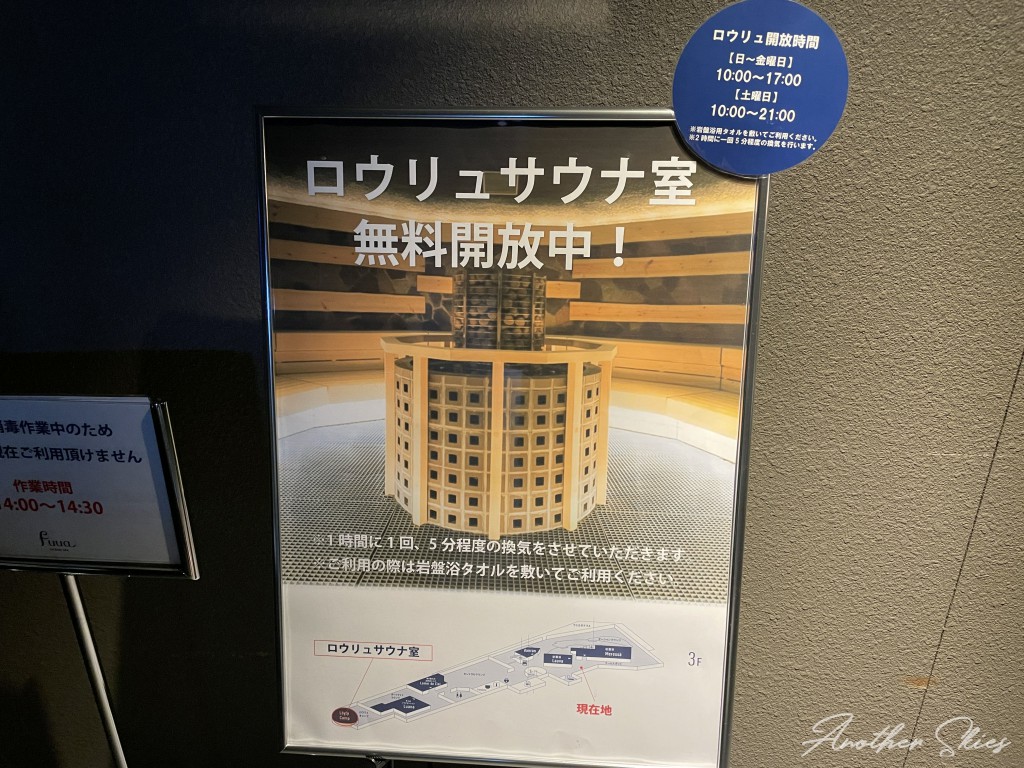 ロウリュ開放時間
【日～金曜日】
10:00～17:00
【土曜日】
10:00～21:00
※岩盤浴用タオルを敷いてご利用ください。
※2時間に一回5分程度の換気を行います。
ロウリュサウナ室
無料開放中！
1時間に1回、5分程度の換気をさせていただきます
※ご利用の際は岩盤浴タオルを敷いてご利用ください
ロウリュサウナ室
現在地
3F
毒作業中のため
在ご利用頂けません
作業時間
4:00～14:30
fuua
Another Skies